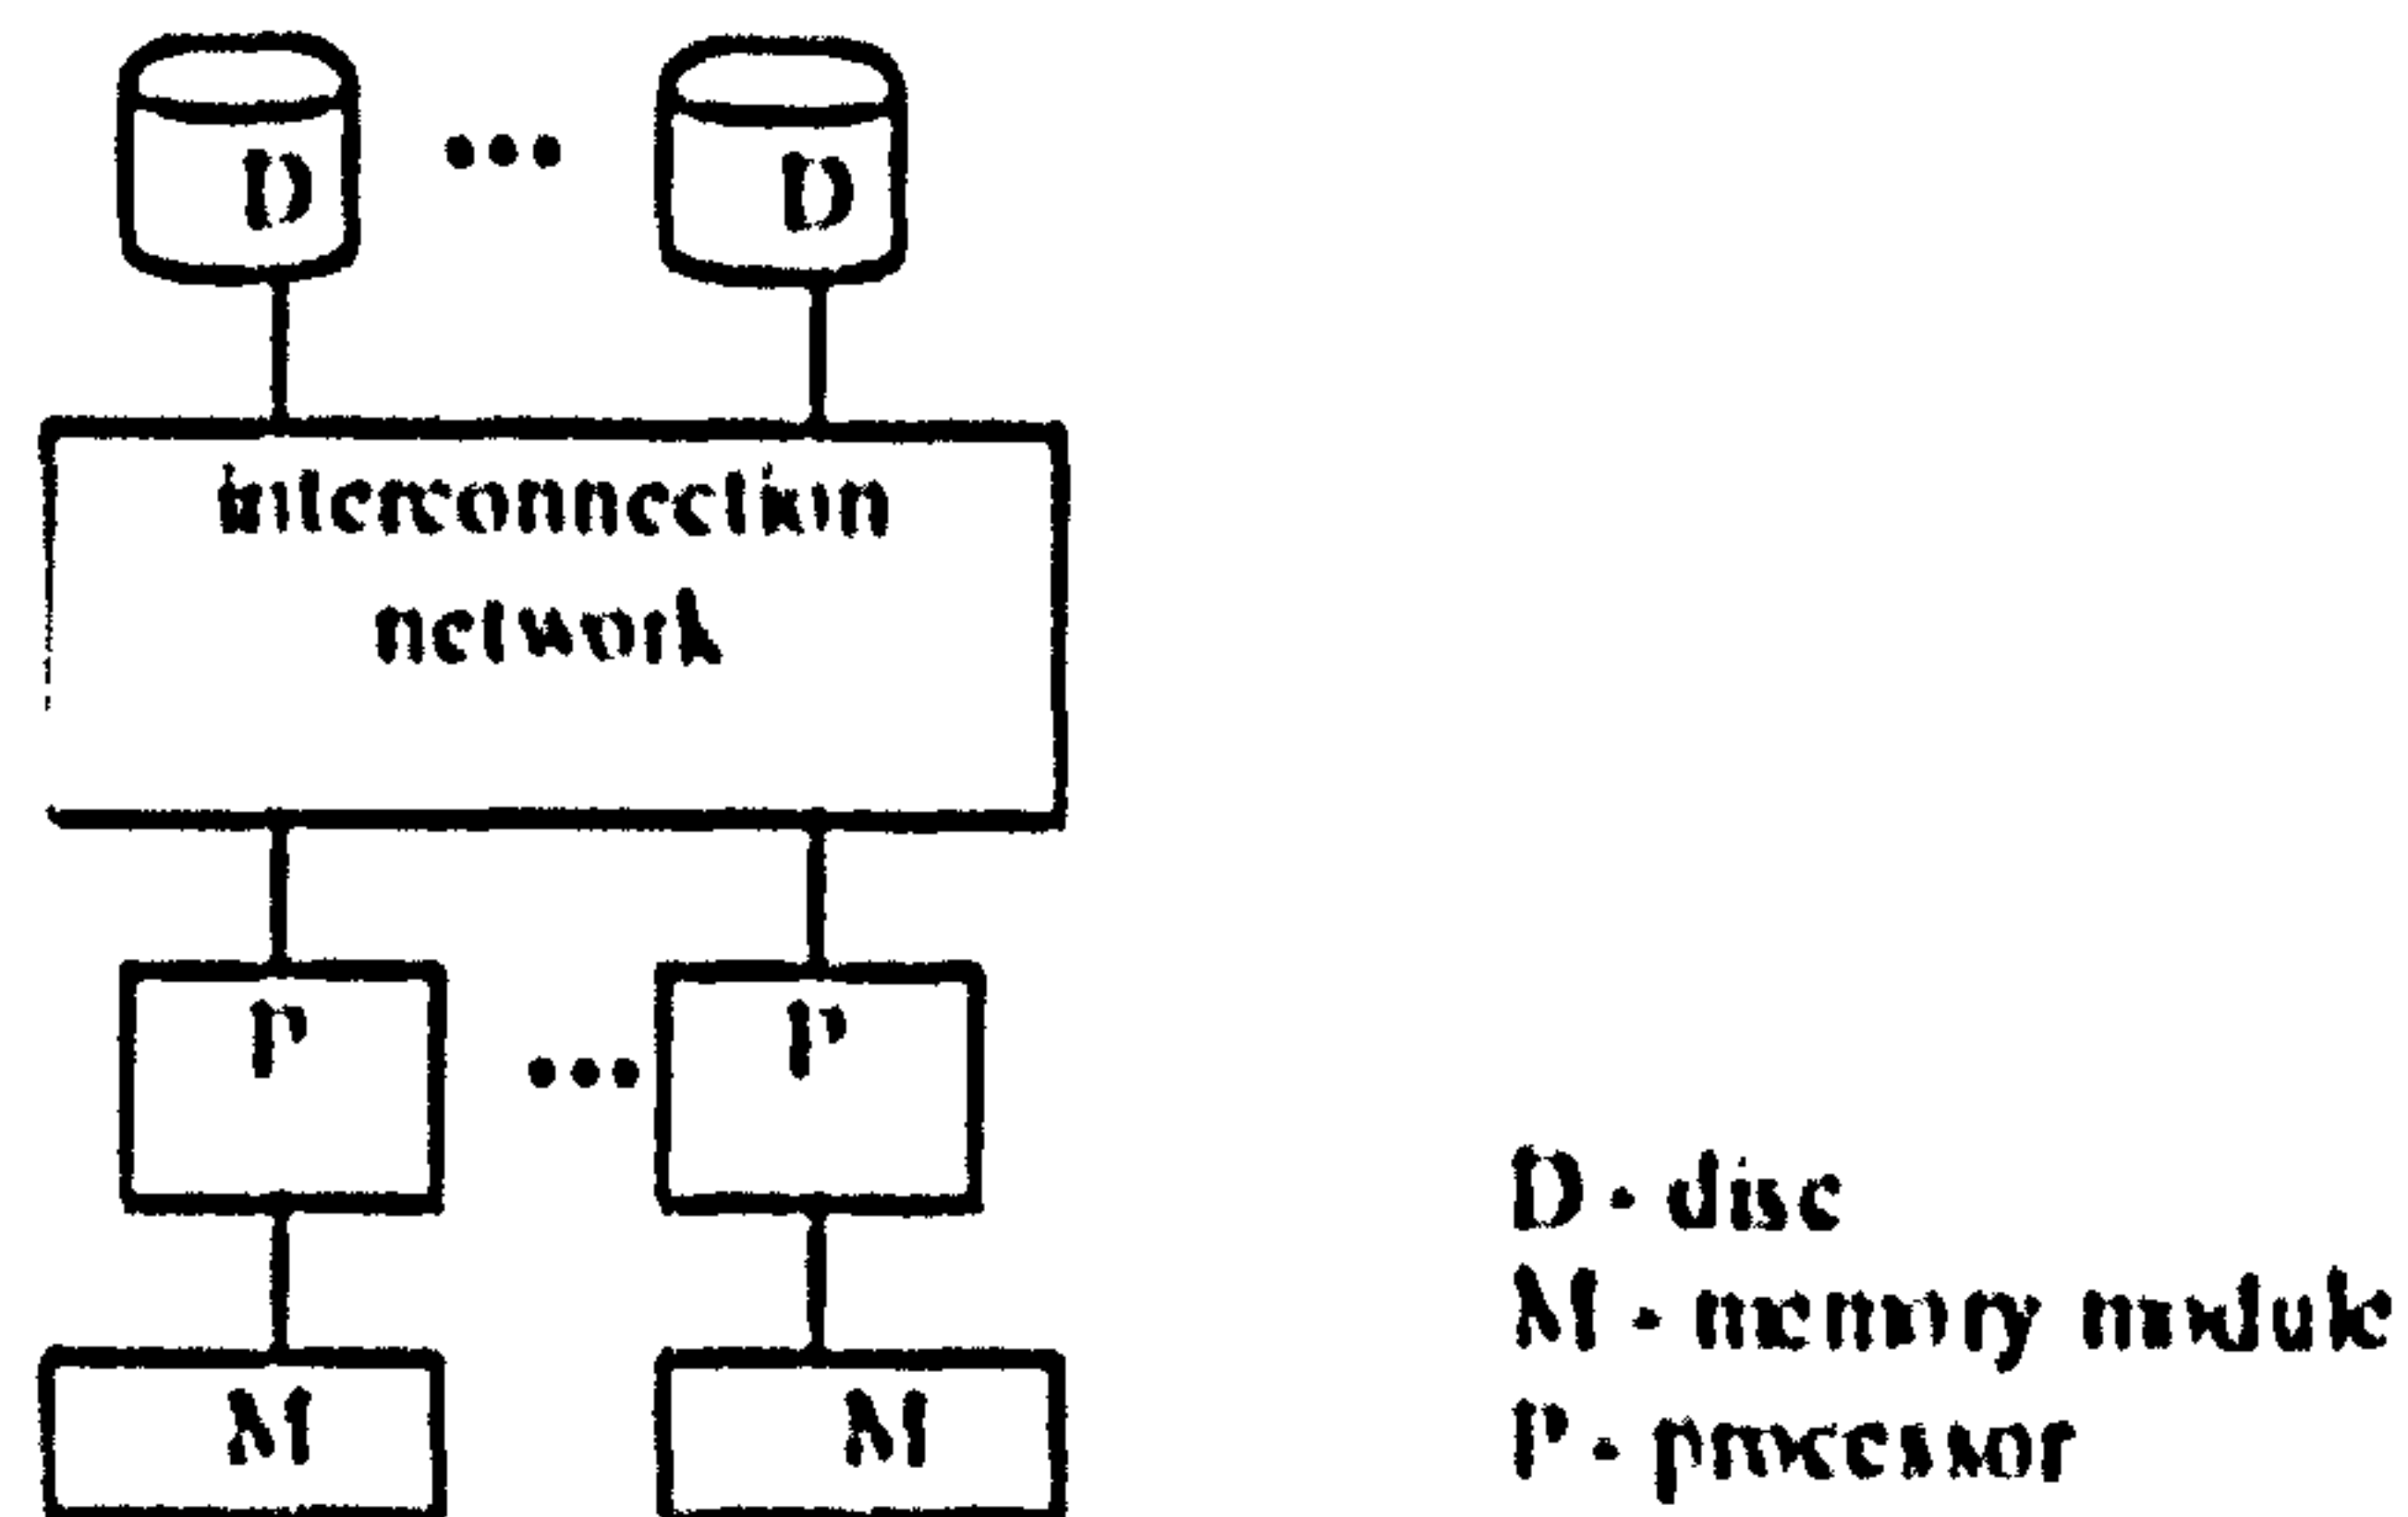 D ••• D
interconnection
network
P ••• P
M M
D - disc
M - memory module
P - processor